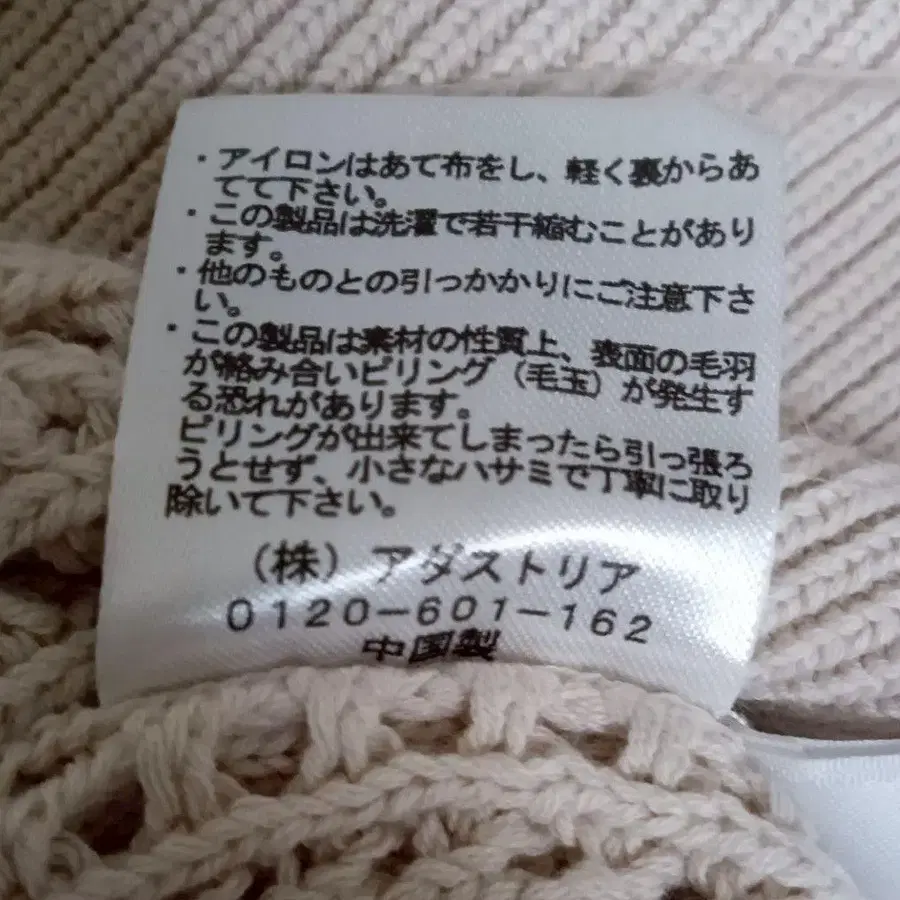 ・アイロンはあて布をし、軽く裏からあ
てて下さい。
・この製品は洗濯で若干縮むことがあり
ます。
・他のものとの引っかかりにご注意下さ
い。
・この製品は素材の性質上、表面の毛羽
が絡み合いピリング（毛玉）が発生す
る恐れがあります。
ピリングが出来てしまったら引っ張ろ
うとせず、小さなハサミで丁寧に取り
除いて下さい。
（株）アダストリア
0120−601−162
中国製